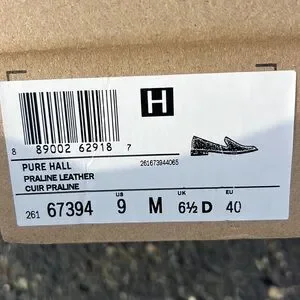 H
8 89002 62918 7
PURE HALL
261673944065
PRALINE LEATHER
CUIR PRALINE
US UK EU
261 67394 9 M 6½ D 40